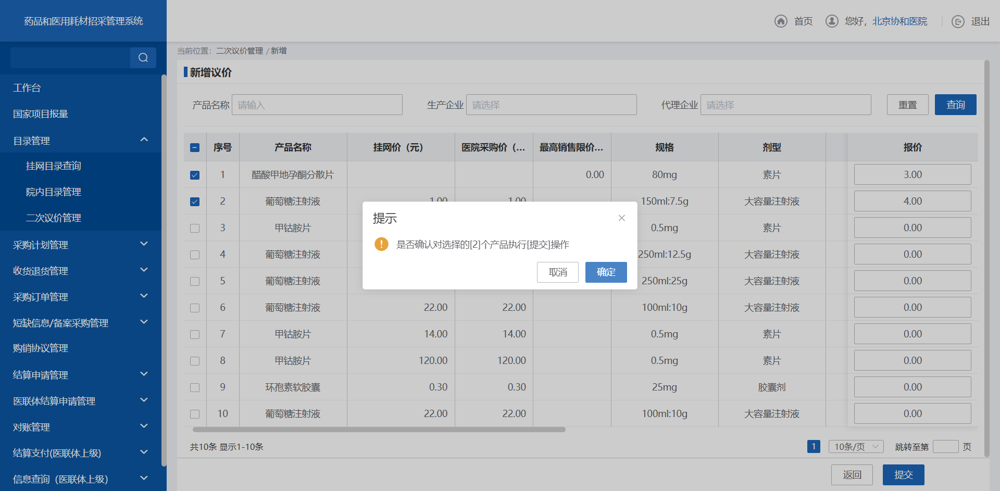 药品和医用耗材招采管理系统
首页
您好，北京协和医院
退出
工作台
国家项目报量
目录管理
挂网目录查询
院内目录管理
二次议价管理
采购计划管理
收货退货管理
采购订单管理
短缺信息/备案采购管理
购销协议管理
结算申请管理
医联体结算申请管理
对账管理
结算支付(医联体上级)
信息查询（医联体上级）
当前位置：二次议价管理 / 新增
新增议价
产品名称 请输入 生产企业 请选择 代理企业 请选择 重置 查询
序号 产品名称 挂网价（元） 医院采购价（... 最高销售限价... 规格 剂型 报价
1 醋酸甲地孕酮分散片 0.00 80mg 素片 3.00
2 葡萄糖注射液 1.00 1.00 150ml:7.5g 大容量注射液 4.00
3 甲钴胺片 0.5mg 素片 0.00
4 葡萄糖注射液 250ml:12.5g 大容量注射液 0.00
5 葡萄糖注射液 250ml:25g 大容量注射液 0.00
6 葡萄糖注射液 22.00 22.00 100ml:10g 大容量注射液 0.00
7 甲钴胺片 14.00 14.00 0.5mg 素片 0.00
8 甲钴胺片 120.00 120.00 0.5mg 素片 0.00
9 环孢素软胶囊 0.30 0.30 25mg 胶囊剂 0.00
10 葡萄糖注射液 22.00 22.00 100ml:10g 大容量注射液 0.00
提示
是否确认对选择的[2]个产品执行[提交]操作
取消 确定
共10条 显示1-10条 1 10条/页 跳转至第 页
返回 提交